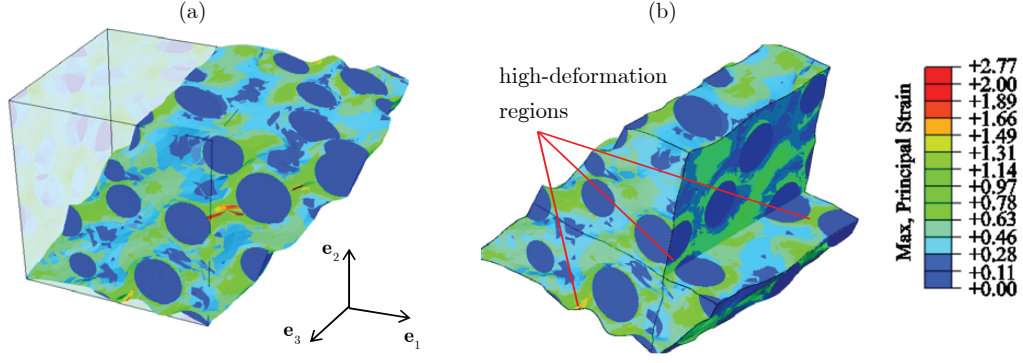 (a)
(b)
high-deformation
regions
e2
e3
e1
Max, Principal Strain
+2.77
+2.00
+1.89
+1.66
+1.49
+1.31
+1.14
+0.97
+0.78
+0.63
+0.46
+0.28
+0.11
+0.00